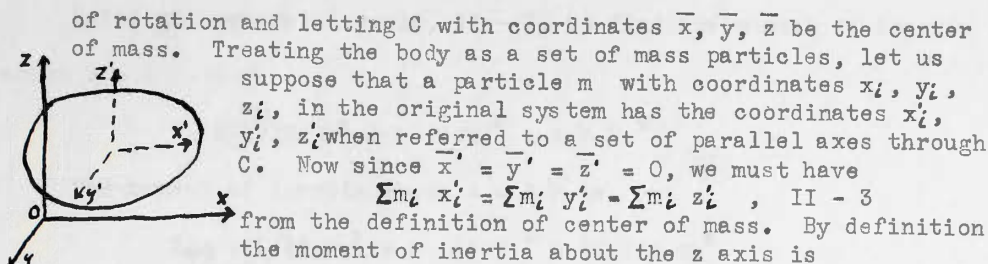 of rotation and letting C with coordinates x̅, y̅, z̅ be the center
of mass. Treating the body as a set of mass particles, let us
suppose that a particle m with coordinates xᵢ, yᵢ,
zᵢ, in the original system has the coordinates x'ᵢ,
y'ᵢ, z'ᵢ when referred to a set of parallel axes through
C. Now since x̅' = y̅' = z̅' = 0, we must have
∑mᵢ x'ᵢ = ∑mᵢ y'ᵢ = ∑mᵢ z'ᵢ , II - 3
from the definition of center of mass. By definition
the moment of inertia about the z axis is
z
z'
x'
y'
O
x
y